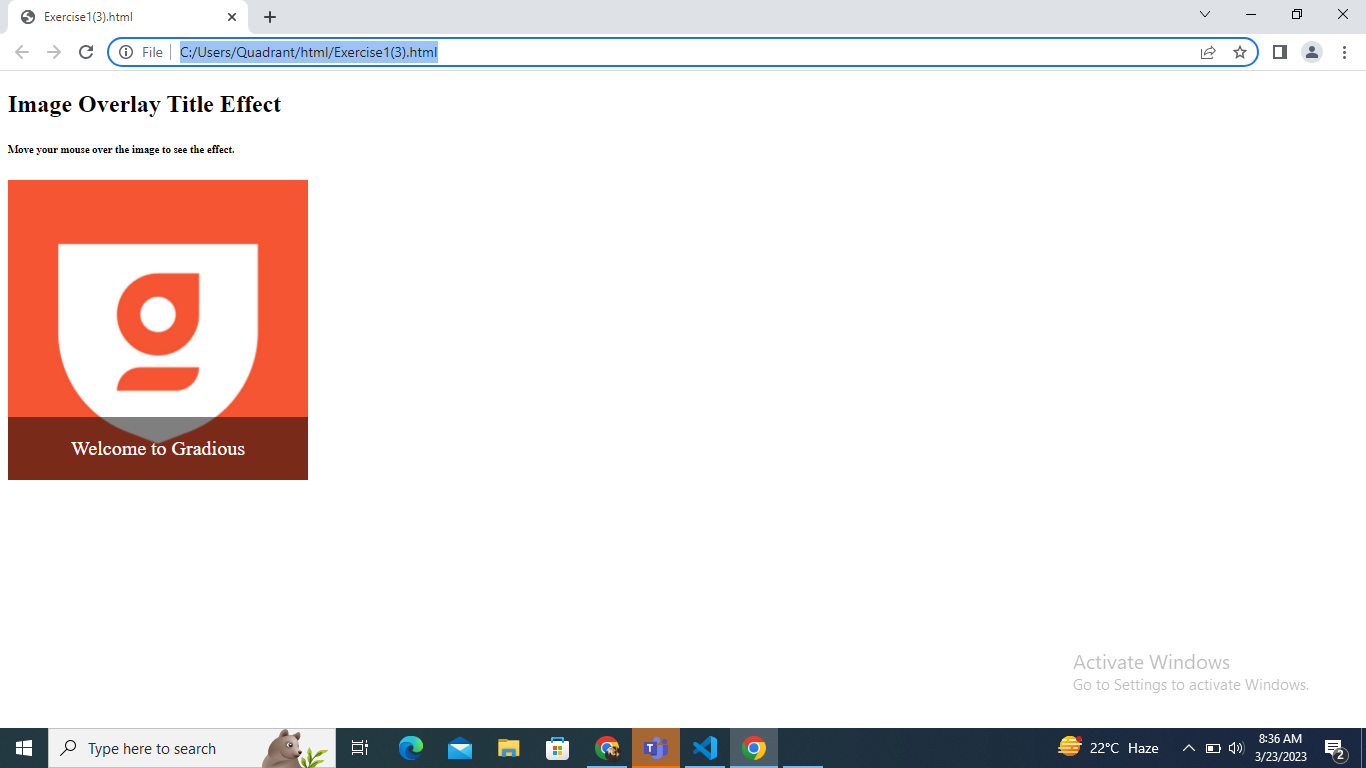 Exercise1(3).html
File
C:/Users/Quadrant/html/Exercise1(3).html
Image Overlay Title Effect
Move your mouse over the image to see the effect.
g
Welcome to Gradious
Activate Windows
Go to Settings to activate Windows.
Type here to search
22°C Haze
8:36 AM
3/23/2023
2